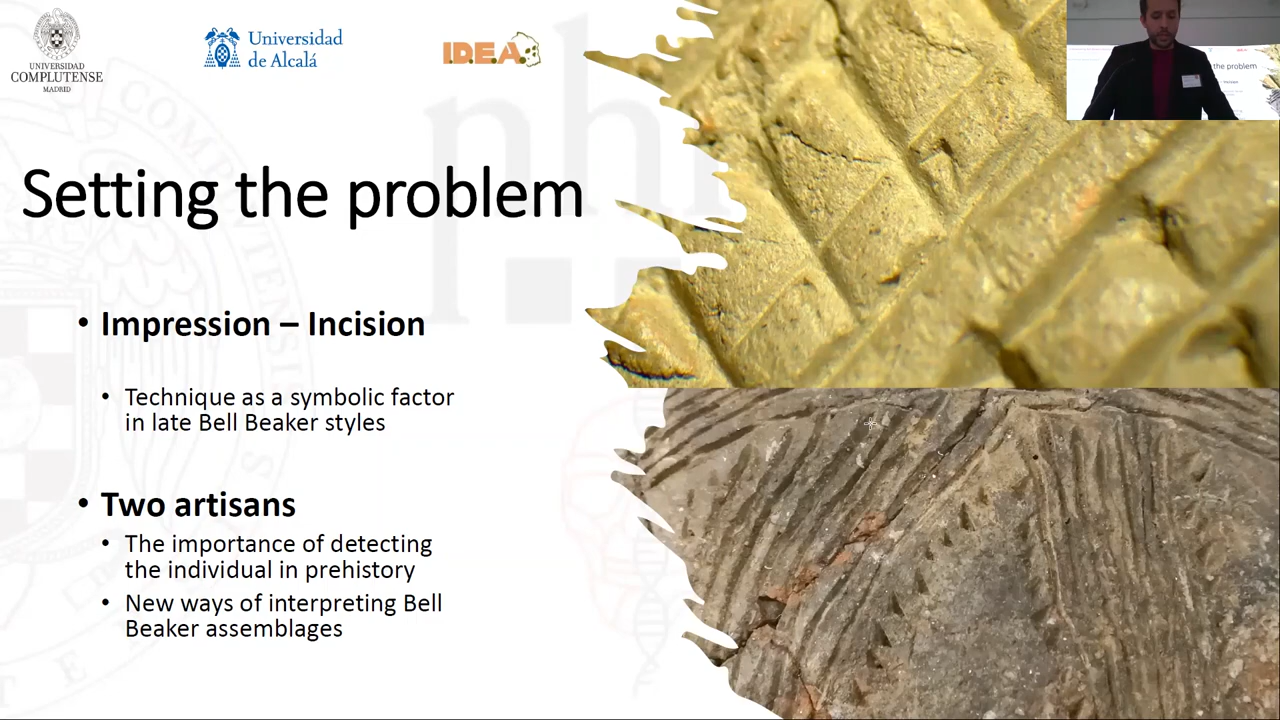 UNIVERSIDAD
COMPLUTENSE
MADRID
Universidad
de Alcalá
I.D.E.A.
the problem
Setting the problem
• Impression – Incision
• Technique as a symbolic factor
in late Bell Beaker styles
• Two artisans
• The importance of detecting
the individual in prehistory
• New ways of interpreting Bell
Beaker assemblages